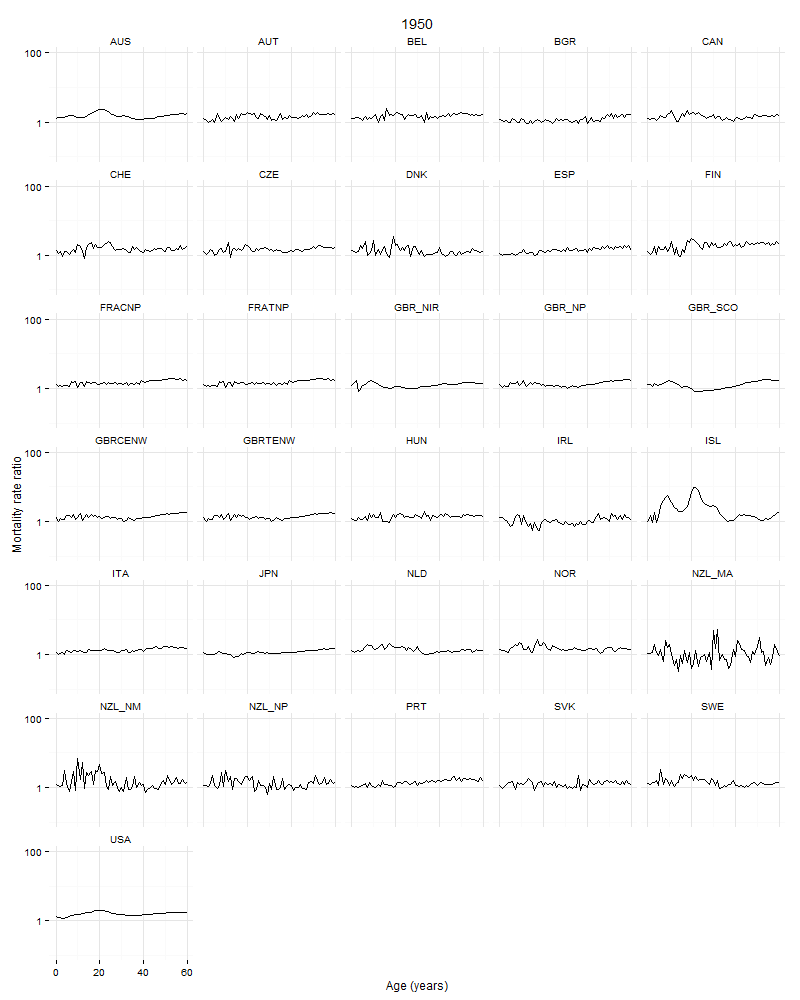 1950
AUS AUT BEL BGR CAN
100
1
CHE CZE DNK ESP FIN
100
1
FRACNP FRATNP GBR_NIR GBR_NP GBR_SCO
100
1
GBRCENW GBRTENW HUN IRL ISL
100
1
Mortality rate ratio
ITA JPN NLD NOR NZL_MA
100
1
NZL_NM NZL_NP PRT SVK SWE
100
1
USA
100
1
0 20 40 60
Age (years)